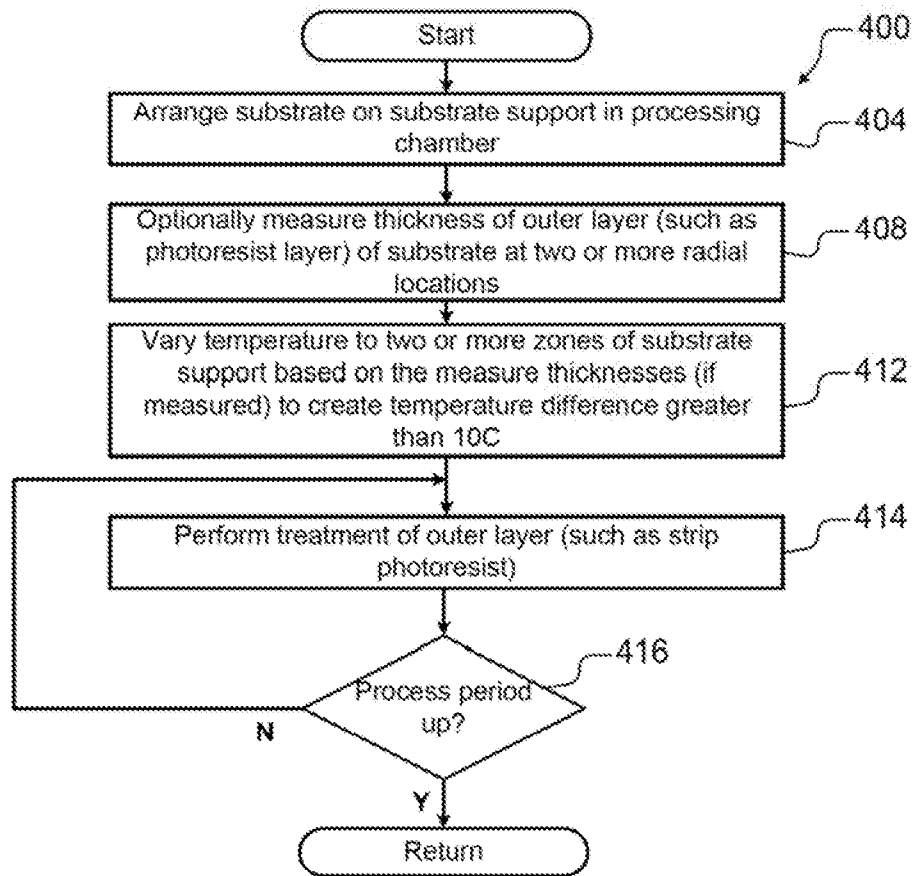 Start
400
Arrange substrate on substrate support in processing
chamber
404
Optionally measure thickness of outer layer (such as
photoresist layer) of substrate at two or more radial
locations
408
Vary temperature to two or more zones of substrate
support based on the measure thicknesses (if
measured) to create temperature difference greater
than 10C
412
Perform treatment of outer layer (such as strip
photoresist)
414
Process period
up?
416
N
Y
Return